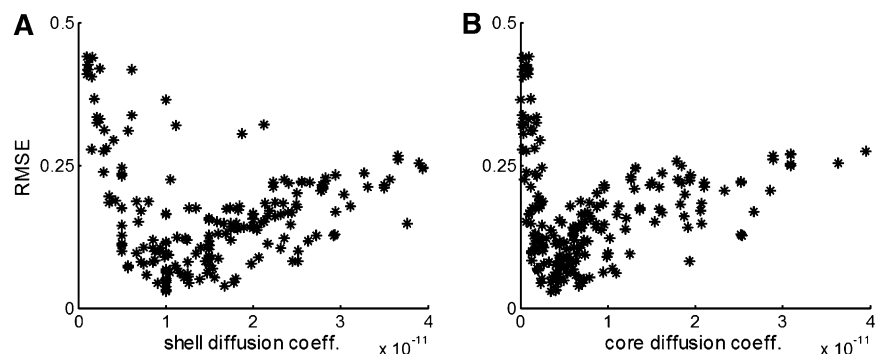 A
B
0.5
0.25
0
RMSE
0 1 2 3 4
shell diffusion coeff.
x 10⁻¹¹
0.5
0.25
0
0 1 2 3 4
core diffusion coeff.
x 10⁻¹¹